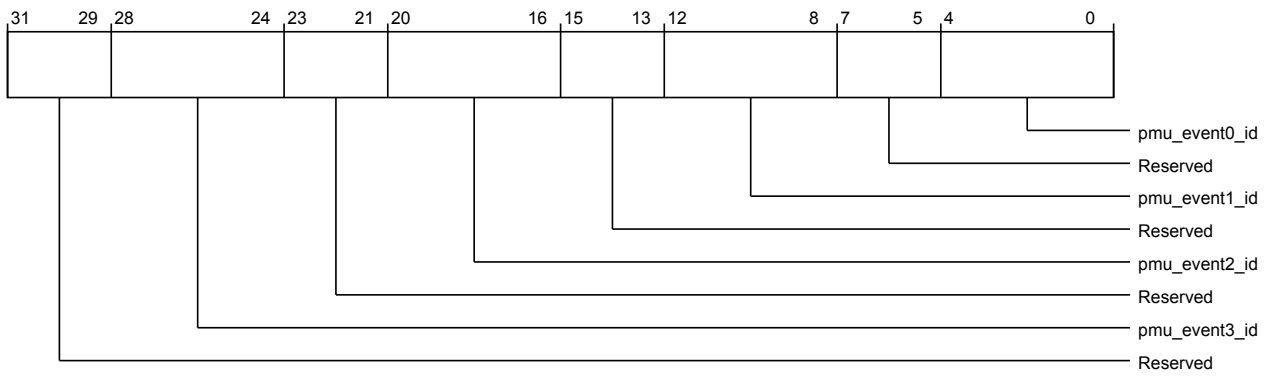 31 29 28 24 23 21 20 16 15 13 12 8 7 5 4 0
pmu_event0_id
Reserved
pmu_event1_id
Reserved
pmu_event2_id
Reserved
pmu_event3_id
Reserved